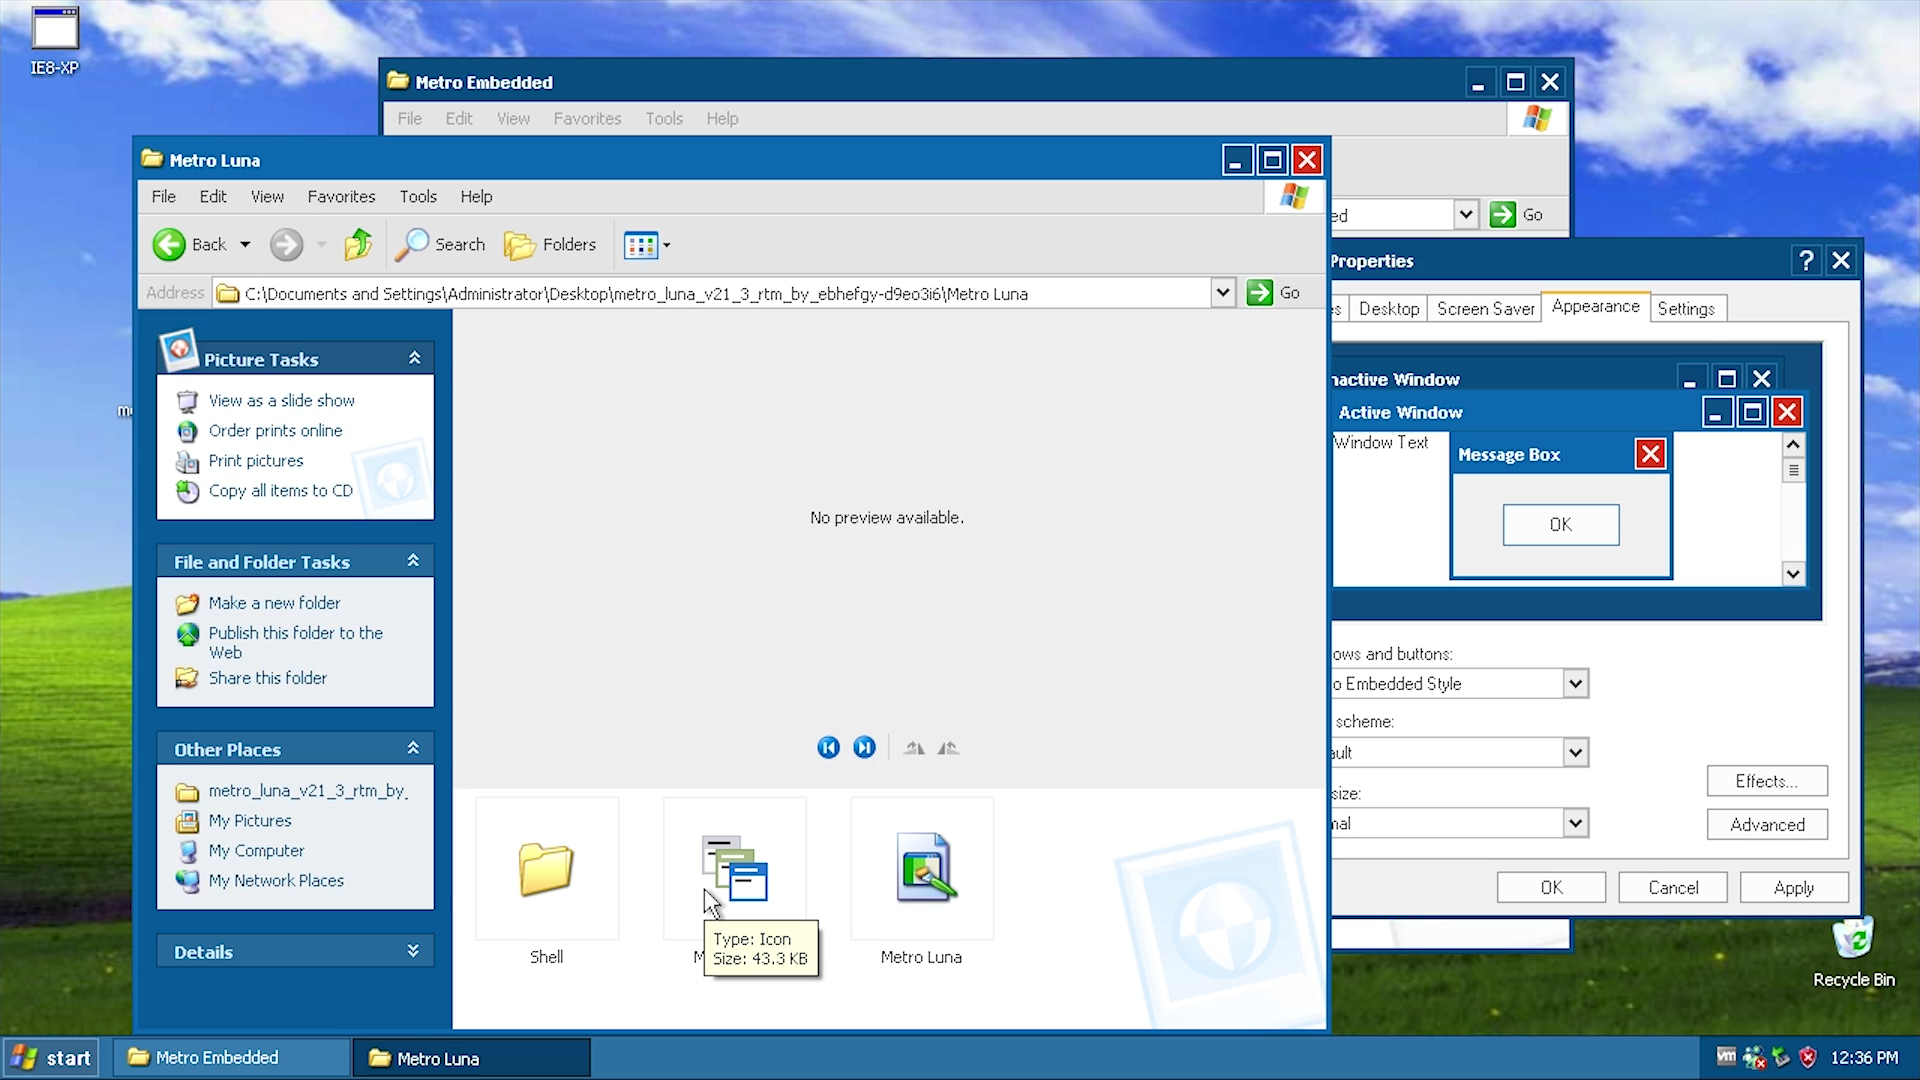 IE8-XP
Metro Embedded
File Edit View Favorites Tools Help
Metro Luna
File Edit View Favorites Tools Help
Back Search Folders
Go
Address C:\Documents and Settings\Administrator\Desktop\metro_luna_v21_3_rtm_by_ebhefgy-d9eo3i6\Metro Luna Go
Properties
Desktop Screen Saver Appearance Settings
Picture Tasks
View as a slide show
Order prints online
Print pictures
Copy all items to CD
Active Window
Window Text
Message Box
OK
No preview available.
File and Folder Tasks
Make a new folder
Publish this folder to the
Web
Share this folder
Other Places
metro_luna_v21_3_rtm_by_
My Pictures
My Computer
My Network Places
Details
and buttons:
Embedded Style
scheme:
size:
Effects...
Advanced
OK Cancel Apply
Shell
Type: Icon
Size: 43.3 KB
Metro Luna
Recycle Bin
start Metro Embedded Metro Luna
12:36 PM